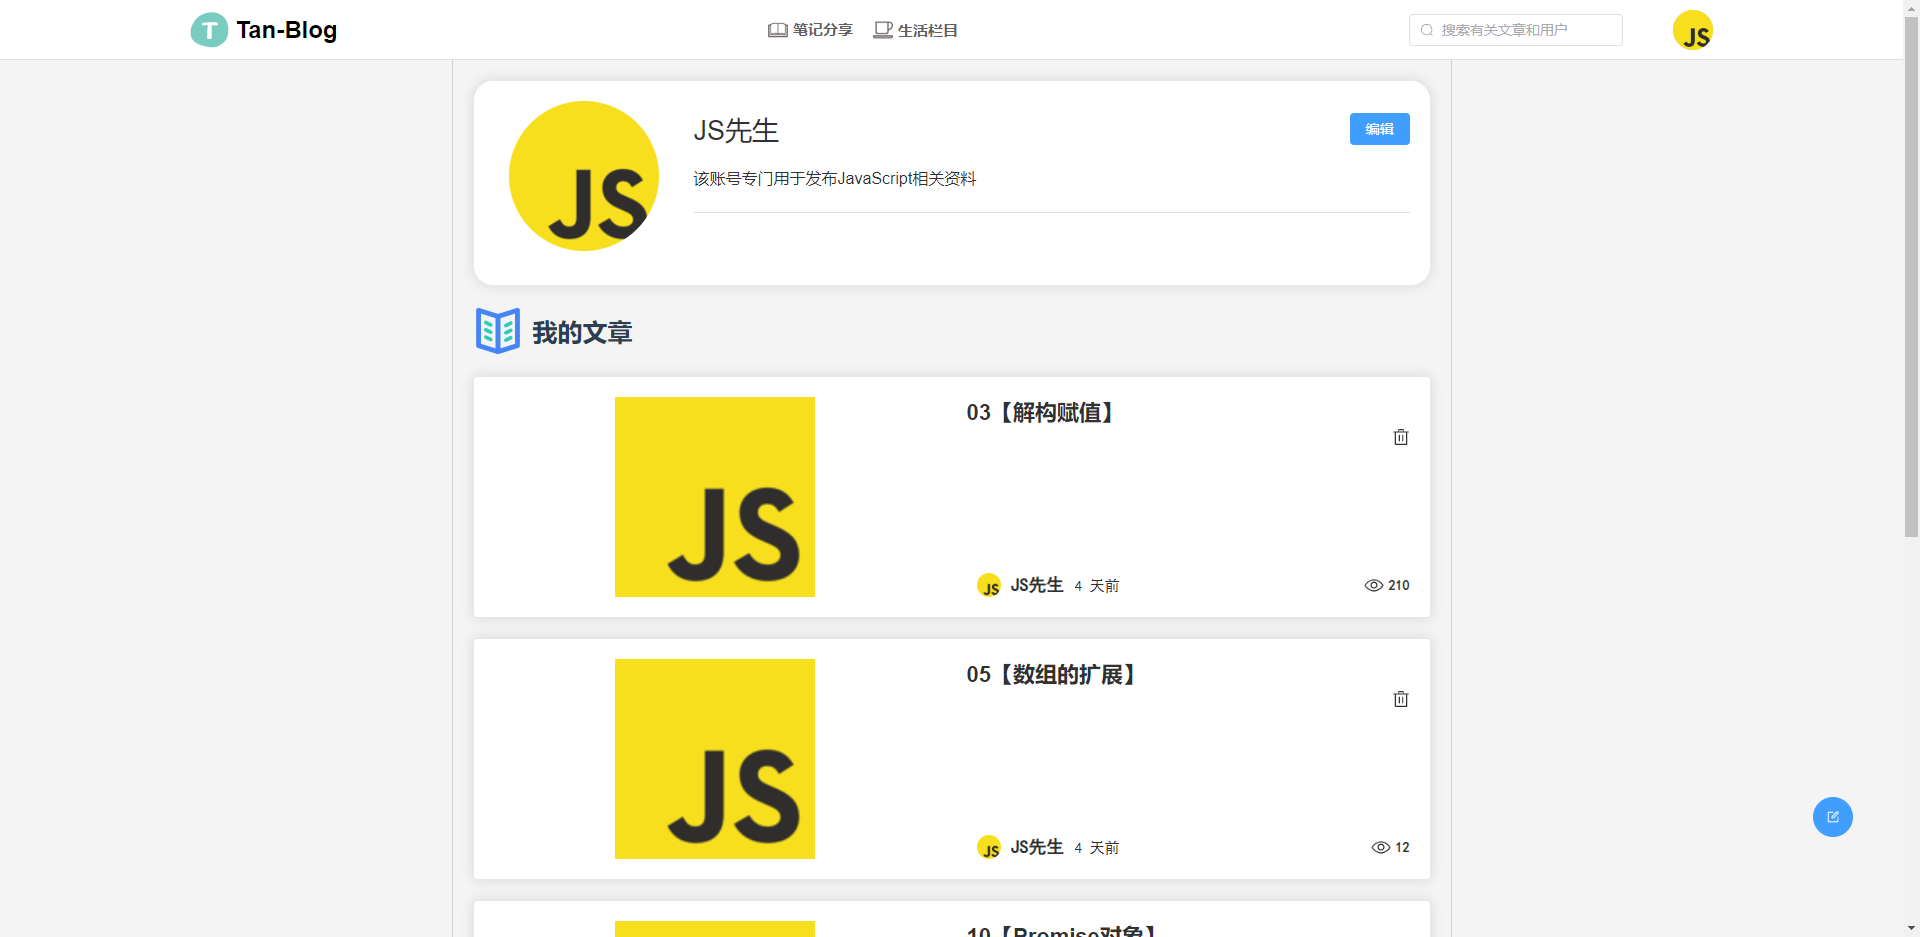 T Tan-Blog
笔记分享 生活栏目
搜索有关文章和用户
JS
JS
JS先生
编辑
该账号专门用于发布JavaScript相关资料
我的文章
JS
03【解构赋值】
JS JS先生 4 天前
210
JS
05【数组的扩展】
JS JS先生 4 天前
12
10【Promise对象】